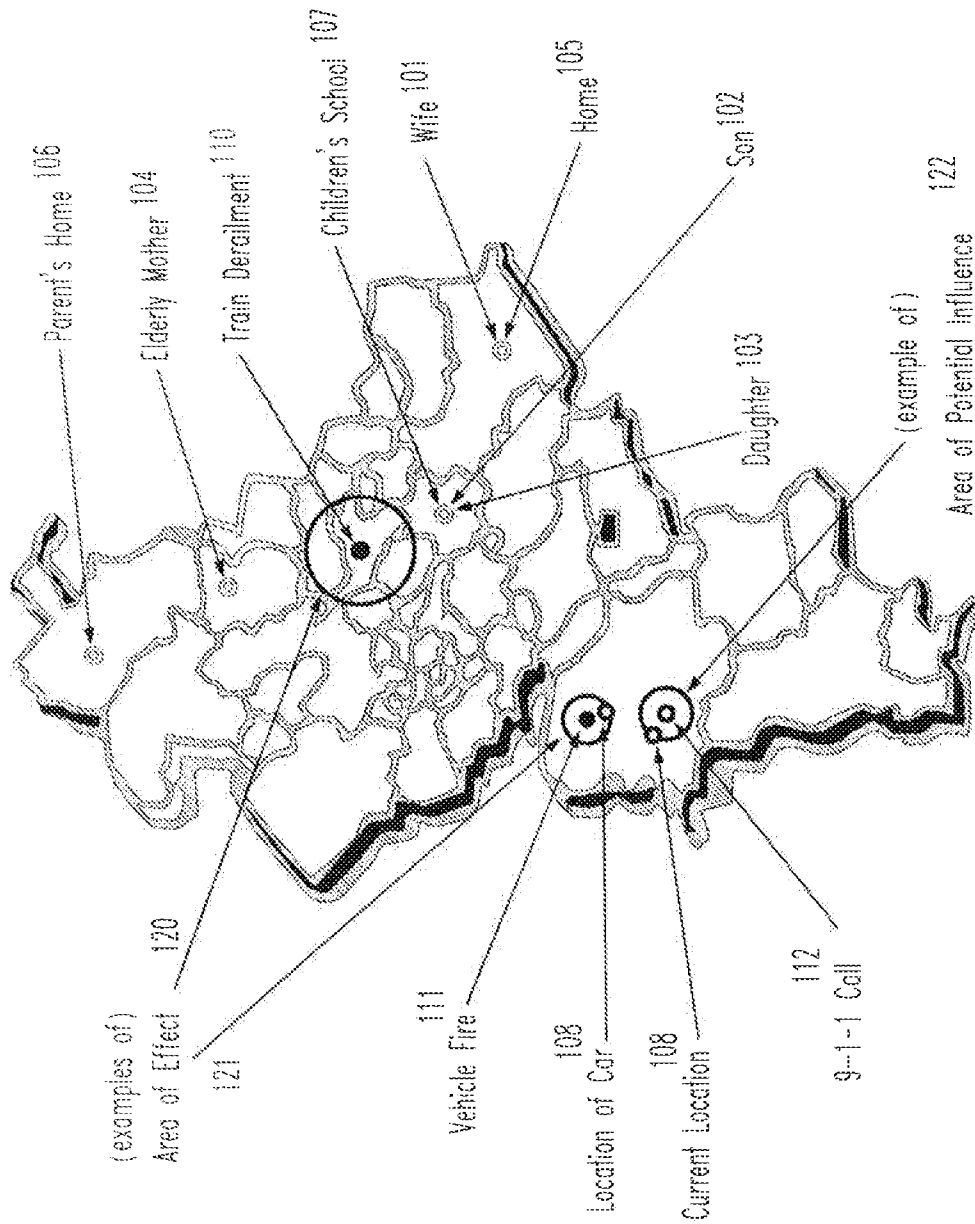 Parent's Home 106
Elderly Mother 104
Train Derailment 110
Children's School 107
Wife 101
Home 105
Son 102
Daughter 103
(example of)
Area of Potential Influence 122
(examples of)
Area of Effect 120
121
Vehicle Fire 111
Location of Car 108
Current Location 108
9-1-1 Call 112